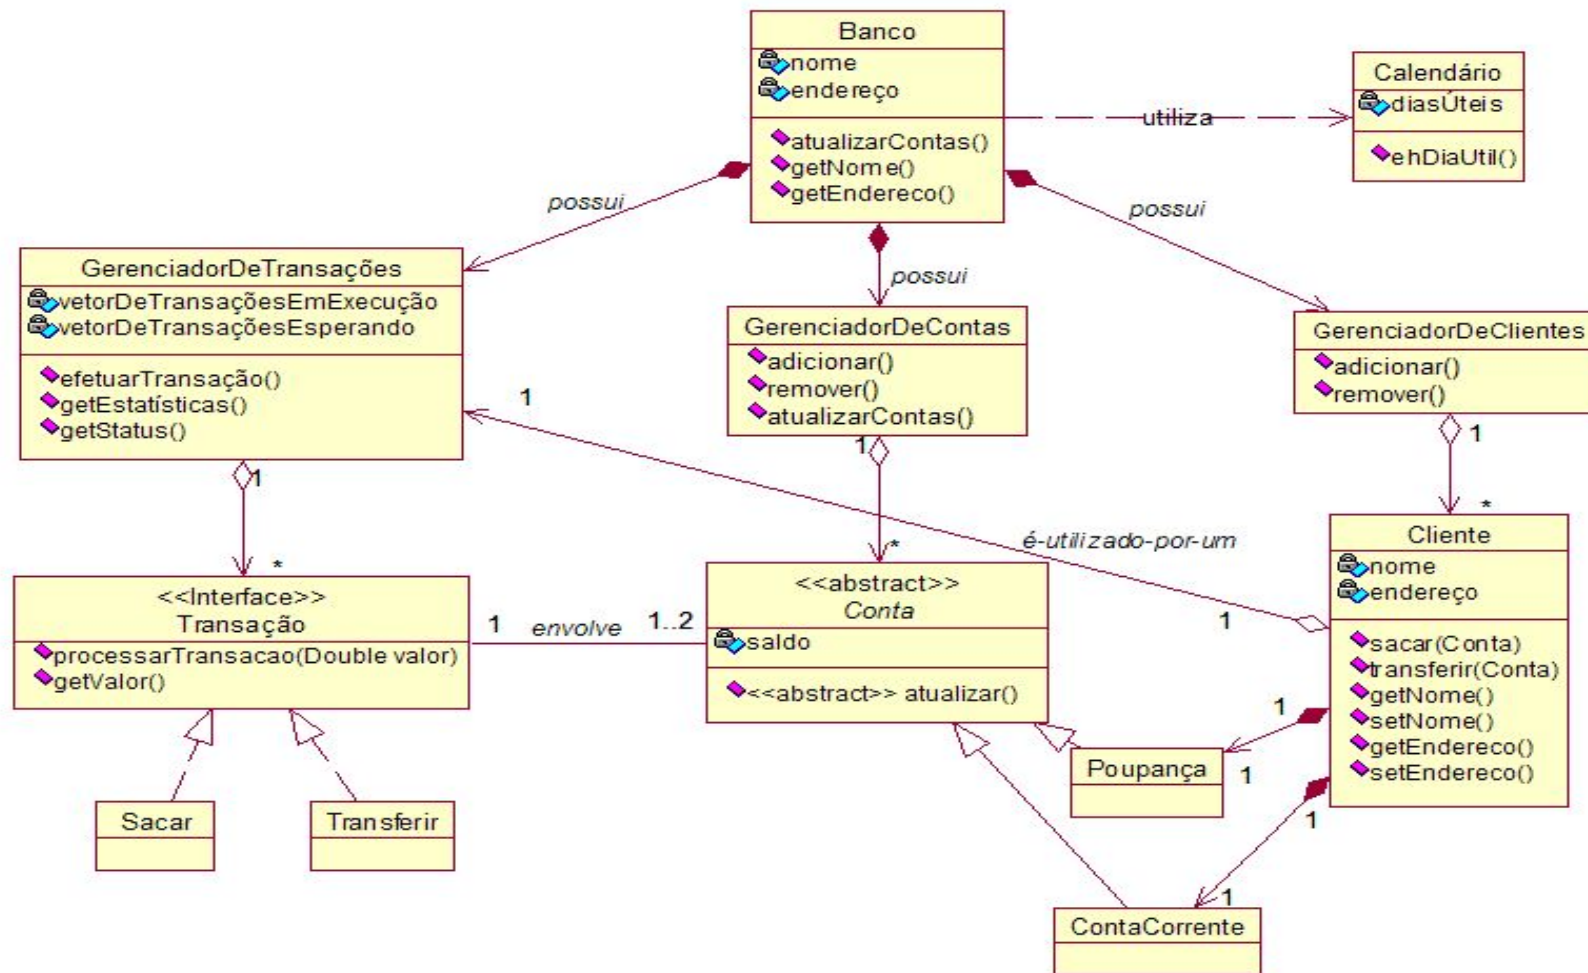 Banco
nome
endereço
atualizarContas()
getNome()
getEndereco()
utiliza
Calendário
diasÚteis
ehDiaUtil()
possui
possui
possui
GerenciadorDeTransações
vetorDeTransaçõesEmExecução
vetorDeTransaçõesEsperando
efetuarTransação()
getEstatísticas()
getStatus()
GerenciadorDeContas
adicionar()
remover()
atualizarContas()
GerenciadorDeClientes
adicionar()
remover()
1
1
1
1
*
*
*
é-utilizado-por-um
1
<<Interface>>
Transação
processarTransacao(Double valor)
getValor()
1
envolve
1..2
<<abstract>>
Conta
saldo
<<abstract>> atualizar()
Cliente
nome
endereço
sacar(Conta)
transferir(Conta)
getNome()
setNome()
getEndereco()
setEndereco()
1
1
1
1
Poupança
Sacar
Transferir
ContaCorrente